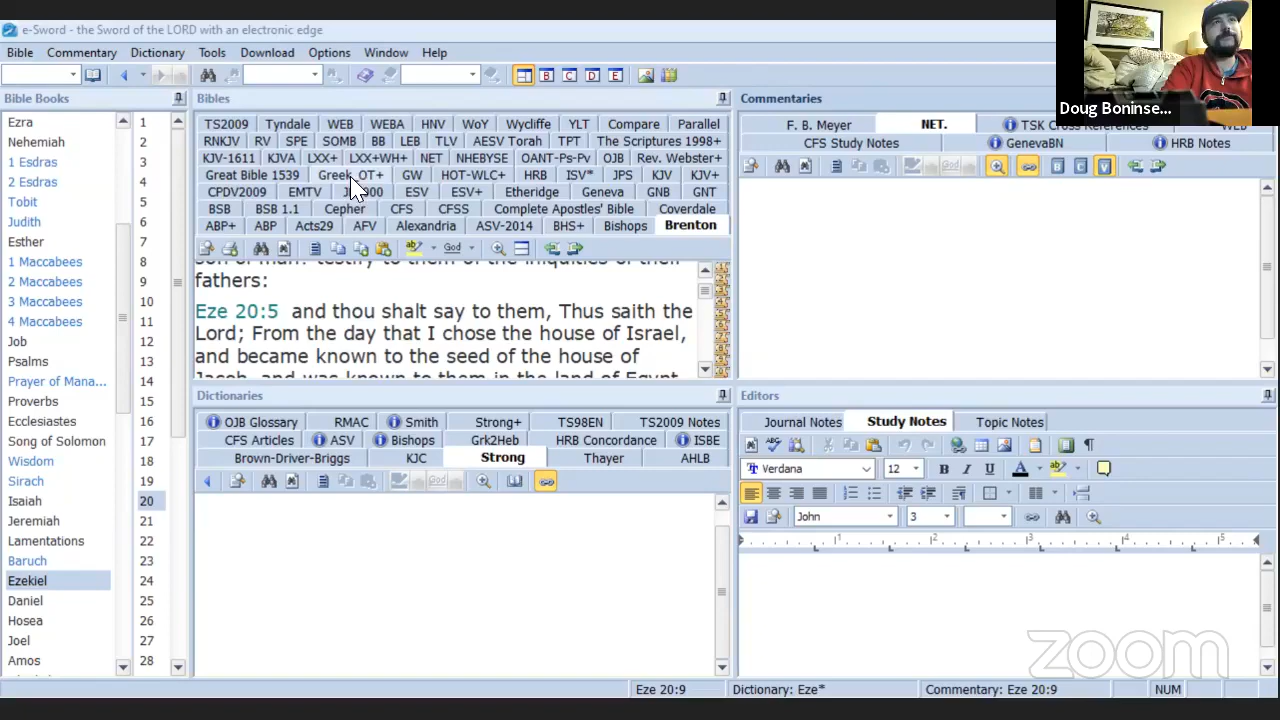 e-Sword - the Sword of the LORD with an electronic edge
Bible Commentary Dictionary Tools Search Download Options Window Help
Doug Boninse...
Bible Books
Ezra
Nehemiah
1 Esdras
2 Esdras
Tobit
Judith
Esther
1 Maccabees
2 Maccabees
3 Maccabees
4 Maccabees
Job
Psalms
Prayer of Mana...
Proverbs
Ecclesiastes
Song of Solomon
Wisdom
Sirach
Isaiah
Jeremiah
Lamentations
Baruch
Ezekiel
Daniel
Hosea
Joel
Amos
1
2
3
4
5
6
7
8
9
10
11
12
13
14
15
16
17
18
19
20
21
22
23
24
25
26
27
28
Bibles
TS2009 Tyndale WEB WEBA HNV WoY Wycliffe YLT Compare Parallel
RNKJV RV SPE SOMB BB LEB TLV AESV Torah TPT The Scriptures 1998+
KJV-1611 KJVA LXX+ LXX+WH+ NET NHEBYSE OANT-Ps-Pv OJB Rev. Webster+
Great Bible 1539 Greek OT+ GW HOT-WLC+ HRB ISV* JPS KJV KJV+
CPDV2009 EMTV ESV ESV+ Etheridge Geneva GNB GNT
BSB BSB 1.1 Cepher CFS CFSS Complete Apostles' Bible Coverdale
ABP+ ABP Acts29 AFV Alexandria ASV-2014 BHS+ Bishops Brenton
God
fathers:
Eze 20:5 and thou shalt say to them, Thus saith the
Lord; From the day that I chose the house of Israel,
and became known to the seed of the house of
Commentaries
F. B. Meyer NET. TSK Cross References WEB
CFS Study Notes GenevaBN HRB Notes
God
Dictionaries
OJB Glossary RMAC Smith Strong+ TS98EN TS2009 Notes
CFS Articles ASV Bishops Grk2Heb HRB Concordance ISBE
Brown-Driver-Briggs KJC Strong Thayer AHLB
God
Editors
Journal Notes Study Notes Topic Notes
Verdana 12 B I U A
John 3
1 2 3 4 5
zoom
Eze 20:9 Dictionary: Eze* Commentary: Eze 20:9 NUM